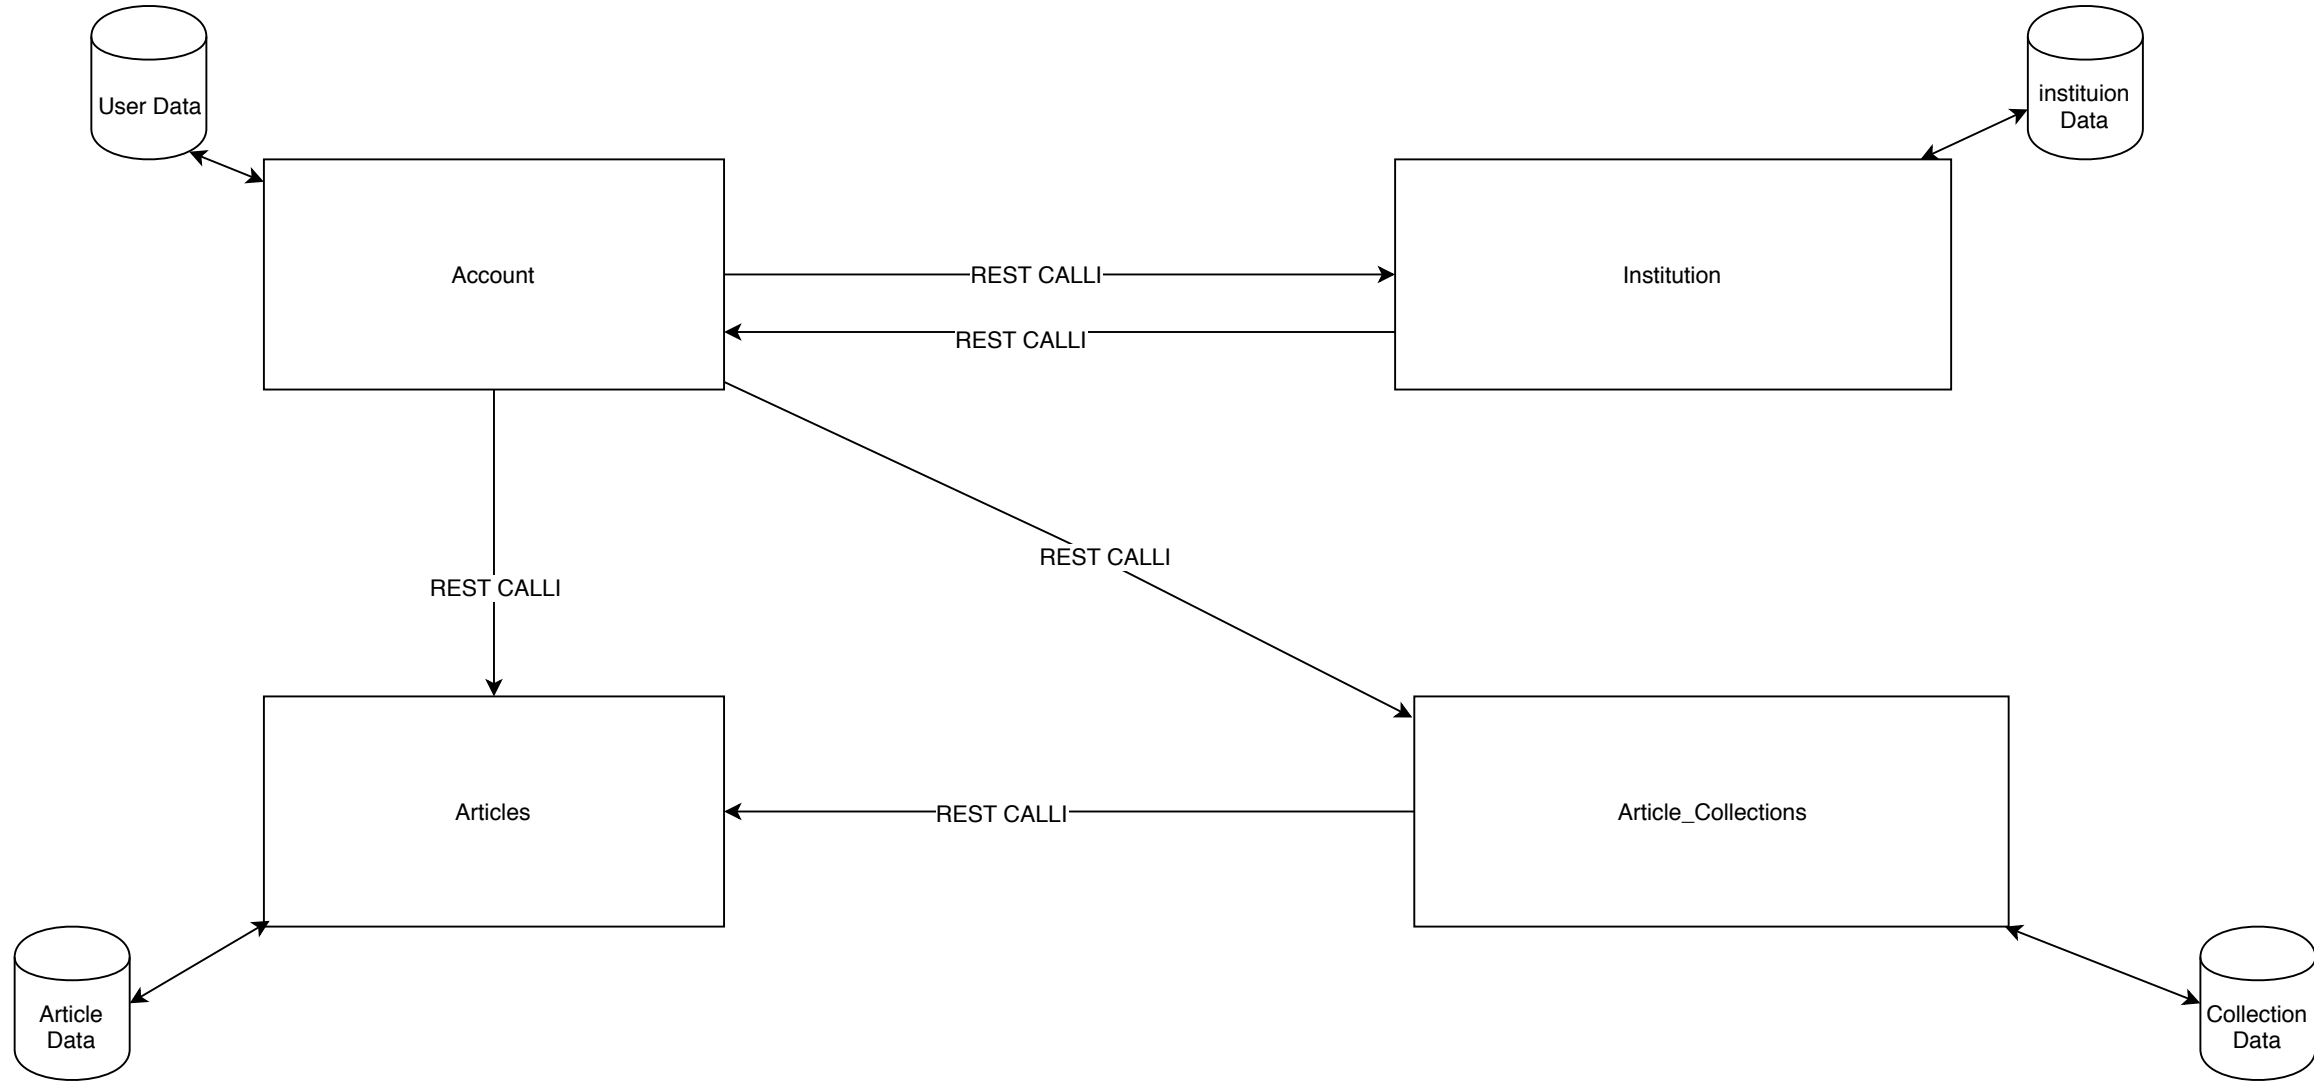 User Data
instituion
Data
Account
REST CALLI
Institution
REST CALLI
REST CALLI
REST CALLI
Articles
REST CALLI
Article_Collections
Article
Data
Collection
Data